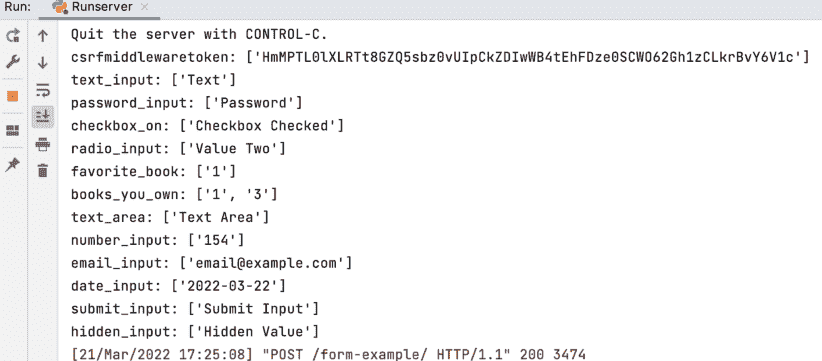 Run: Runserver
Quit the server with CONTROL-C.
csrfmiddlewaretoken: ['HmMPTL0lXLRTt8GZQ5sbz0vUIpCkZDIwWB4tEhFDze0SCWO62Gh1zCLkrBvY6V1c']
text_input: ['Text']
password_input: ['Password']
checkbox_on: ['Checkbox Checked']
radio_input: ['Value Two']
favorite_book: ['1']
books_you_own: ['1', '3']
text_area: ['Text Area']
number_input: ['154']
email_input: ['email@example.com']
date_input: ['2022-03-22']
submit_input: ['Submit Input']
hidden_input: ['Hidden Value']
[21/Mar/2022 17:25:08] "POST /form-example/ HTTP/1.1" 200 3474